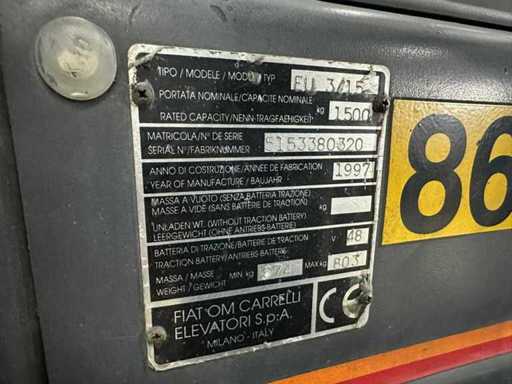 TIPO / MODELE / MODEL / TYP EU 3/15
PORTATA NOMINALE/CAPACITE NOMINALE
RATED CAPACITY/NENN-TRAGFAEHIGKEIT kg 1500
MATRICOLA/N° DE SERIE
SERIAL N°/FABRIKNUMMER 5153380320
ANNO DI COSTRUZIONE/ANNEE DE FABRICATION
YEAR OF MANUFACTURE / BAUJAHR 1997
MASSA A VUOTO (SENZA BATTERIA TRAZIONE)
MASSE A VIDE (SANS BATTERIE DE TRACTION) kg
UNLADEN WT. (WITHOUT TRACTION BATTERY)
LEERGEWICHT (OHNE ANTRIEBS-BATTERIE)
BATTERIA DI TRAZIONE/BATTERIE DE TRACTION
TRACTION BATTERY/ANTRIEBS-BATTERIE V 48
MASSA / MASSE
WEIGHT / GEWICHT MIN kg MAX kg 803
FIAT OM CARRELLI
ELEVATORI S.p.A.
MILANO - ITALY
CE
86